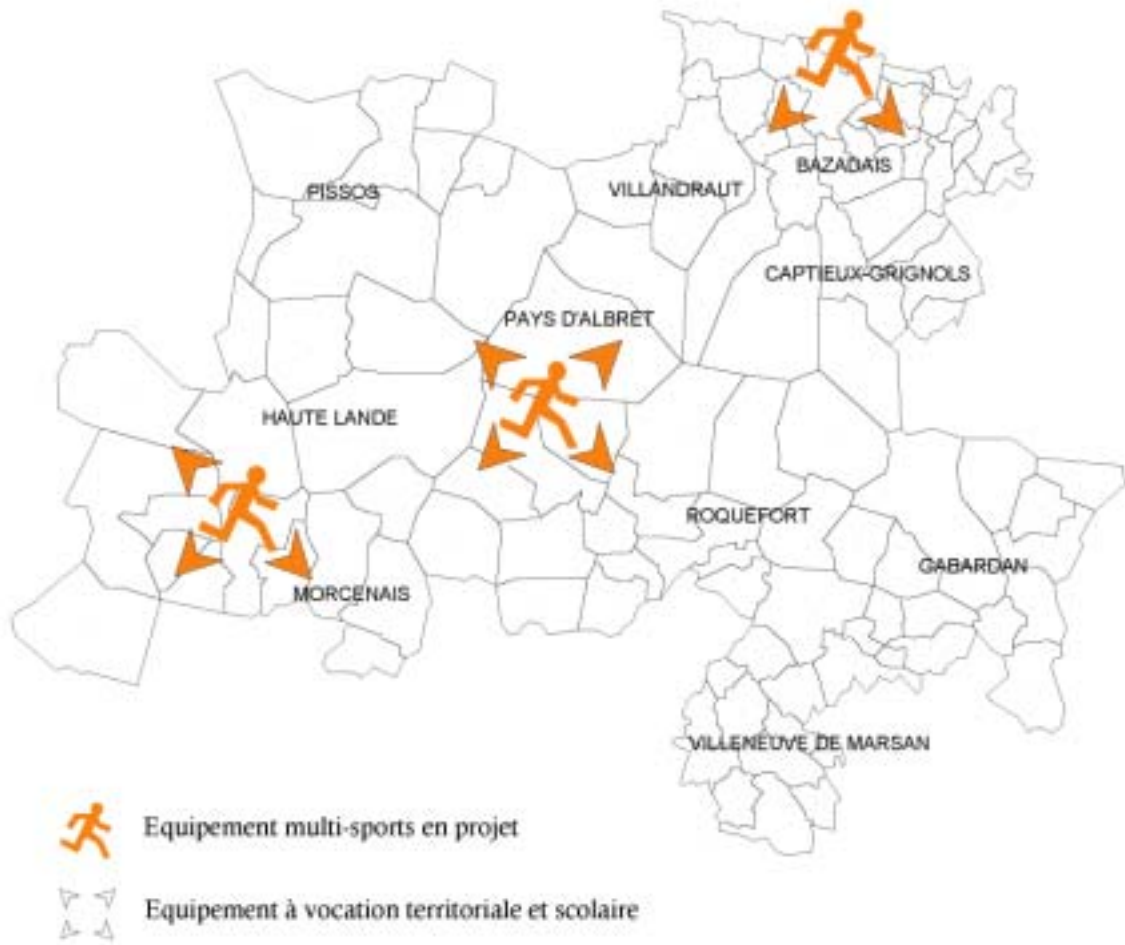 BAZADAIS
PISSOS
VILLANDRAUT
CAPTIEUX-GRIGNOLS
PAYS D'ALBRET
HAUTE LANDE
ROQUEFORT
GABARDAN
MORCENAIS
VILLENEUVE DE MARSAN
Equipement multi-sports en projet
Equipement à vocation territoriale et scolaire